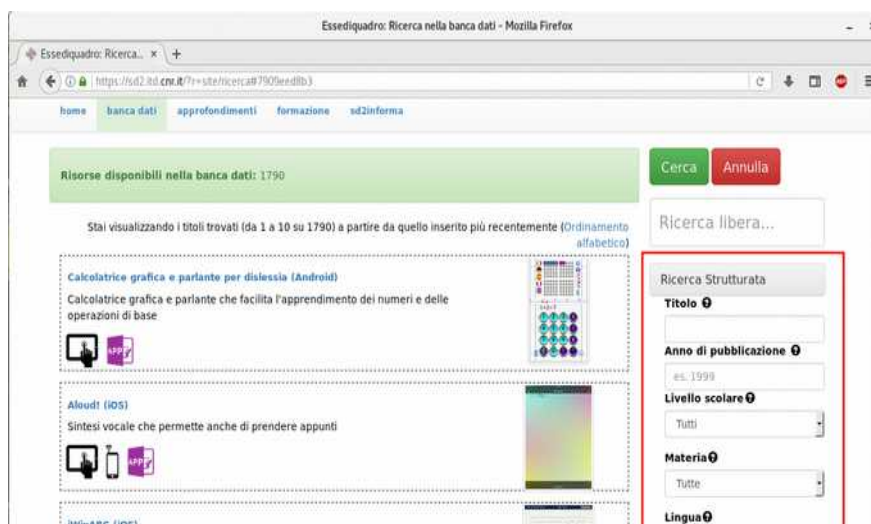 Essediquadro: Ricerca nella banca dati - Mozilla Firefox
Essediquadro: Ricerca...
https://sd2.itd.cnr.it/?r=site/ricerca#7909eed8b3
home banca dati approfondimenti formazione sd2informa
Risorse disponibili nella banca dati: 1790
Stai visualizzando i titoli trovati (da 1 a 10 su 1790) a partire da quello inserito più recentemente (Ordinamento
alfabetico)
Calcolatrice grafica e parlante per dislessia (Android)
Calcolatrice grafica e parlante che facilita l'apprendimento dei numeri e delle
operazioni di base
APP
Aloud! (iOS)
Sintesi vocale che permette anche di prendere appunti
APP
Cerca Annulla
Ricerca libera...
Ricerca Strutturata
Titolo
Anno di pubblicazione
es. 1999
Livello scolare
Tutti
Materia
Tutte
Lingua